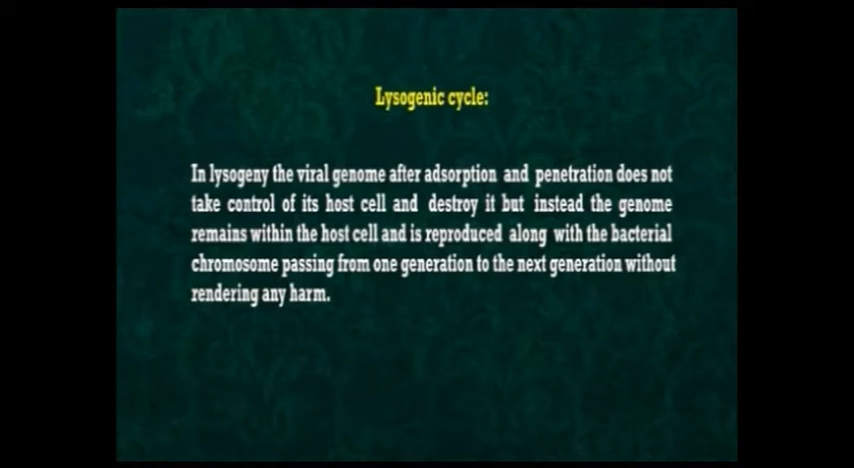 Lysogenic cycle:
In lysogeny the viral genome after adsorption and penetration does not
take control of its host cell and destroy it but instead the genome
remains within the host cell and is reproduced along with the bacterial
chromosome passing from one generation to the next generation without
rendering any harm.